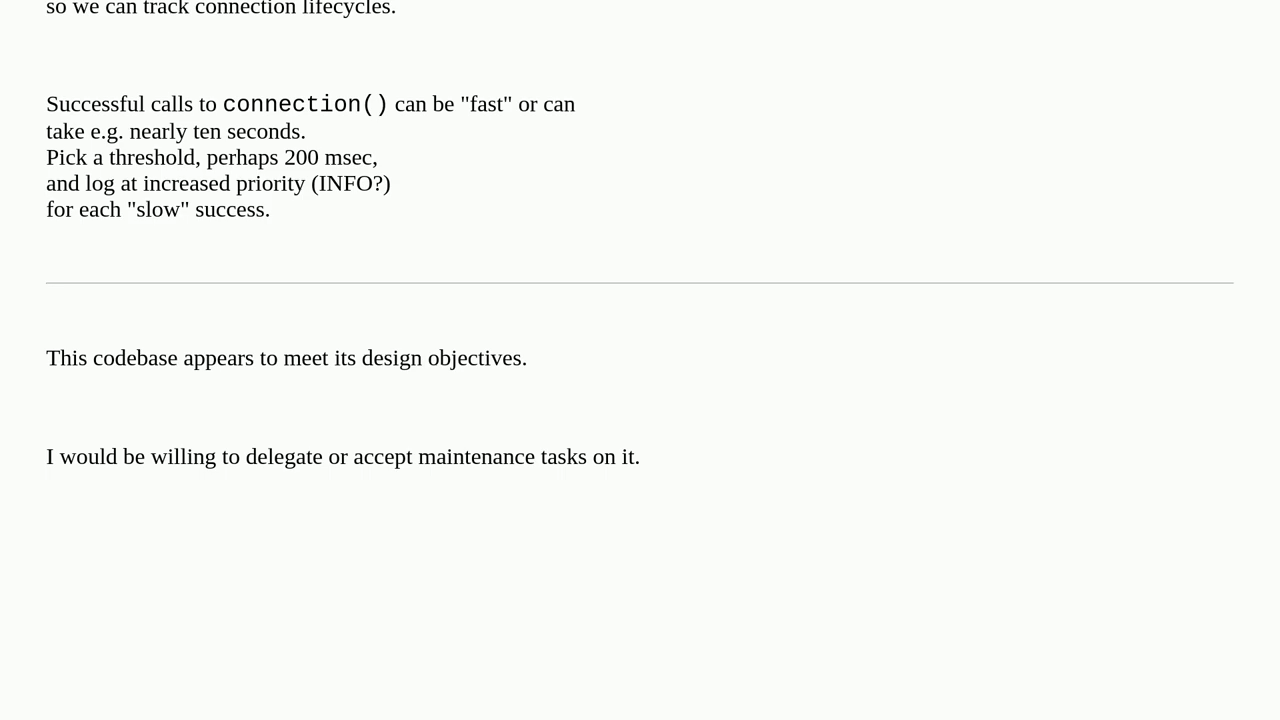 so we can track connection lifecycles.
Successful calls to connection() can be "fast" or can
take e.g. nearly ten seconds.
Pick a threshold, perhaps 200 msec,
and log at increased priority (INFO?)
for each "slow" success.
This codebase appears to meet its design objectives.
I would be willing to delegate or accept maintenance tasks on it.